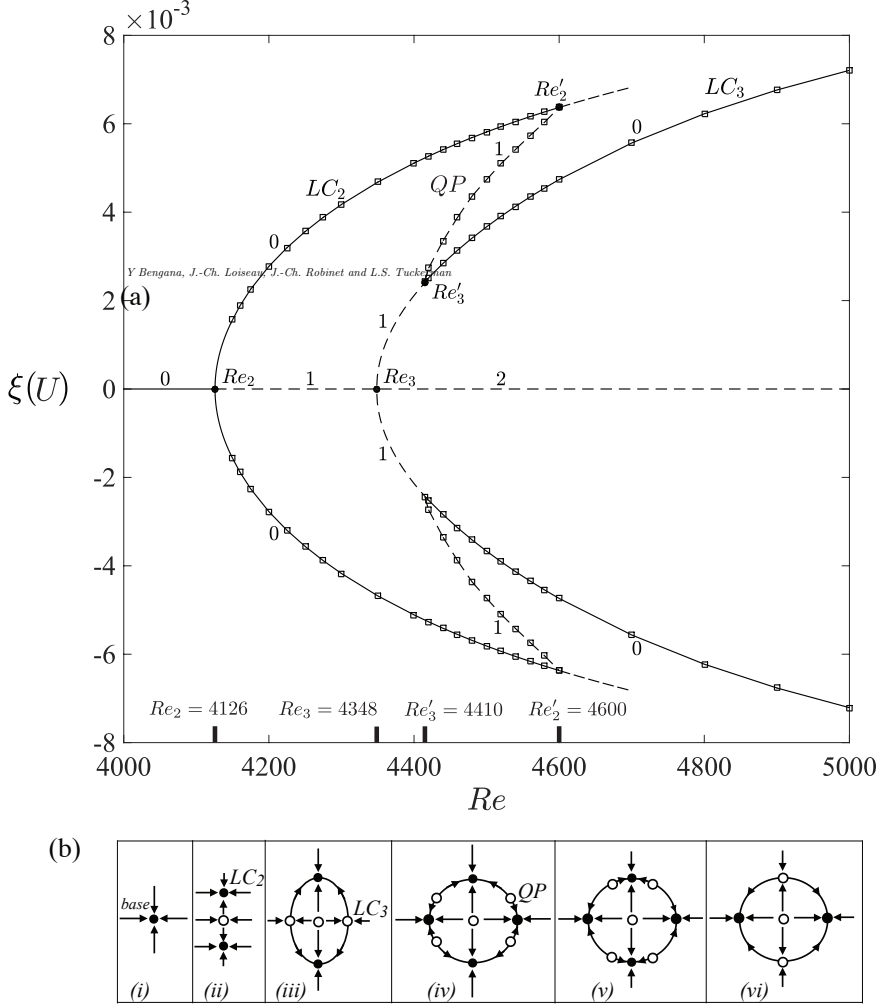 ×10⁻³
8
Re′₂
LC₃
0
6
1
LC₂
QP
4
0
Y Bengana, J.-Ch. Loiseau, J.-Ch. Robinet and L.S. Tuckerman
(a)
2
Re′₃
1
0
Re₂
1
Re₃
2
ξ(U)
0
1
-2
0
-4
1
0
-6
Re₂ = 4126
Re₃ = 4348
Re′₃ = 4410
Re′₂ = 4600
-8
4000
4200
4400
4600
4800
5000
Re
(b)
base
LC₂
LC₃
QP
(i)
(ii)
(iii)
(iv)
(v)
(vi)